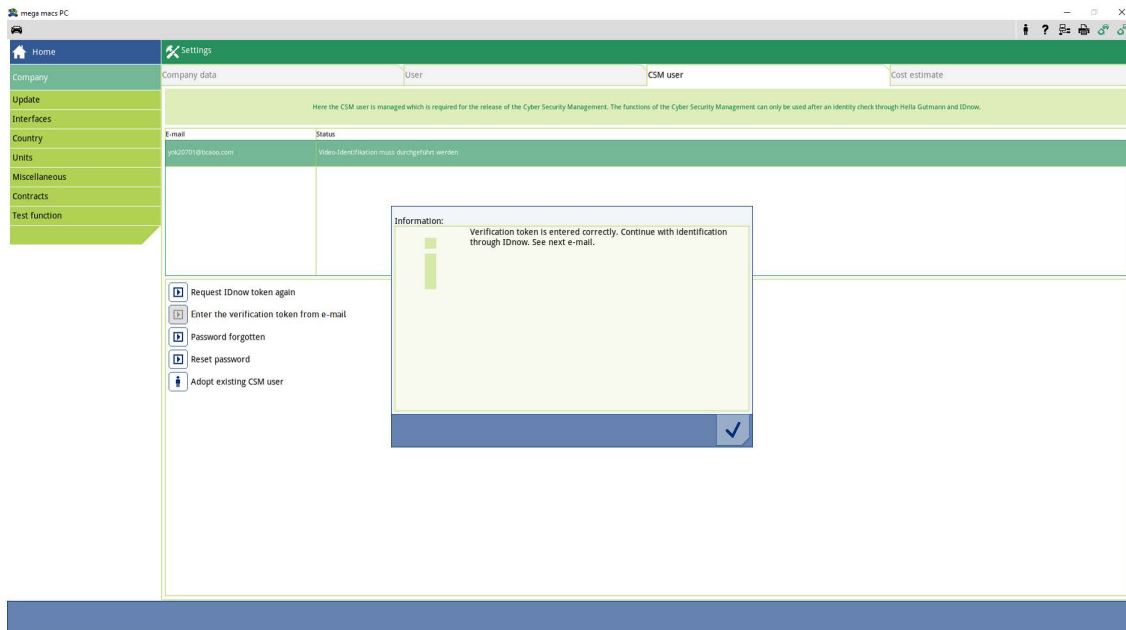 mega macs PC
Home
Settings
Company
Company data
User
CSM user
Cost estimate
Update
Interfaces
Country
Units
Miscellaneous
Contracts
Test function
Here the CSM user is managed which is required for the release of the Cyber Security Management. The functions of the Cyber Security Management can only be used after an identity check through Hella Gutmann and IDnow.
E-mail
Status
ynk20701@bcaon.com
Video-Identifikation muss durchgeführt werden
Information:
Verification token is entered correctly. Continue with identification
through IDnow. See next e-mail.
Request IDnow token again
Enter the verification token from e-mail
Password forgotten
Reset password
Adopt existing CSM user